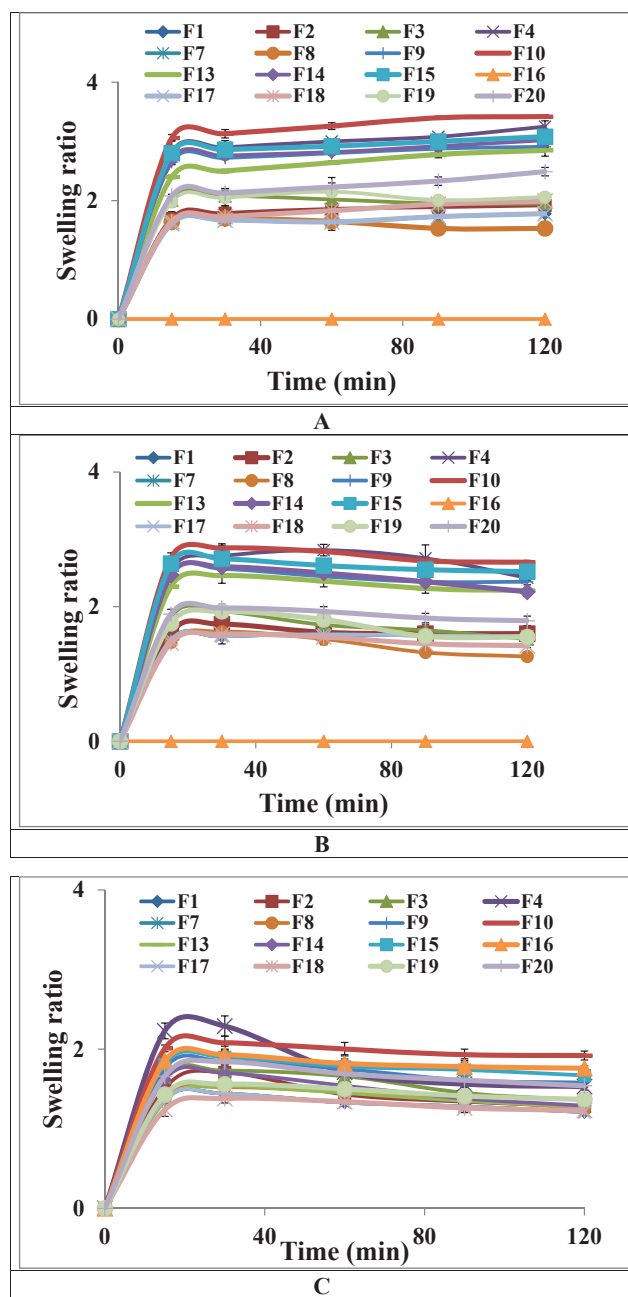 F1 F2 F3 F4
F7 F8 F9 F10
F13 F14 F15 F16
F17 F18 F19 F20
4
2
0
Swelling ratio
0 40 80 120
Time (min)
A
F1 F2 F3 F4
F7 F8 F9 F10
F13 F14 F15 F16
F17 F18 F19 F20
4
2
0
Swelling ratio
0 40 80 120
Time (min)
B
F1 F2 F3 F4
F7 F8 F9 F10
F13 F14 F15 F16
F17 F18 F19 F20
4
2
0
Swelling ratio
0 40 80 120
Time (min)
C